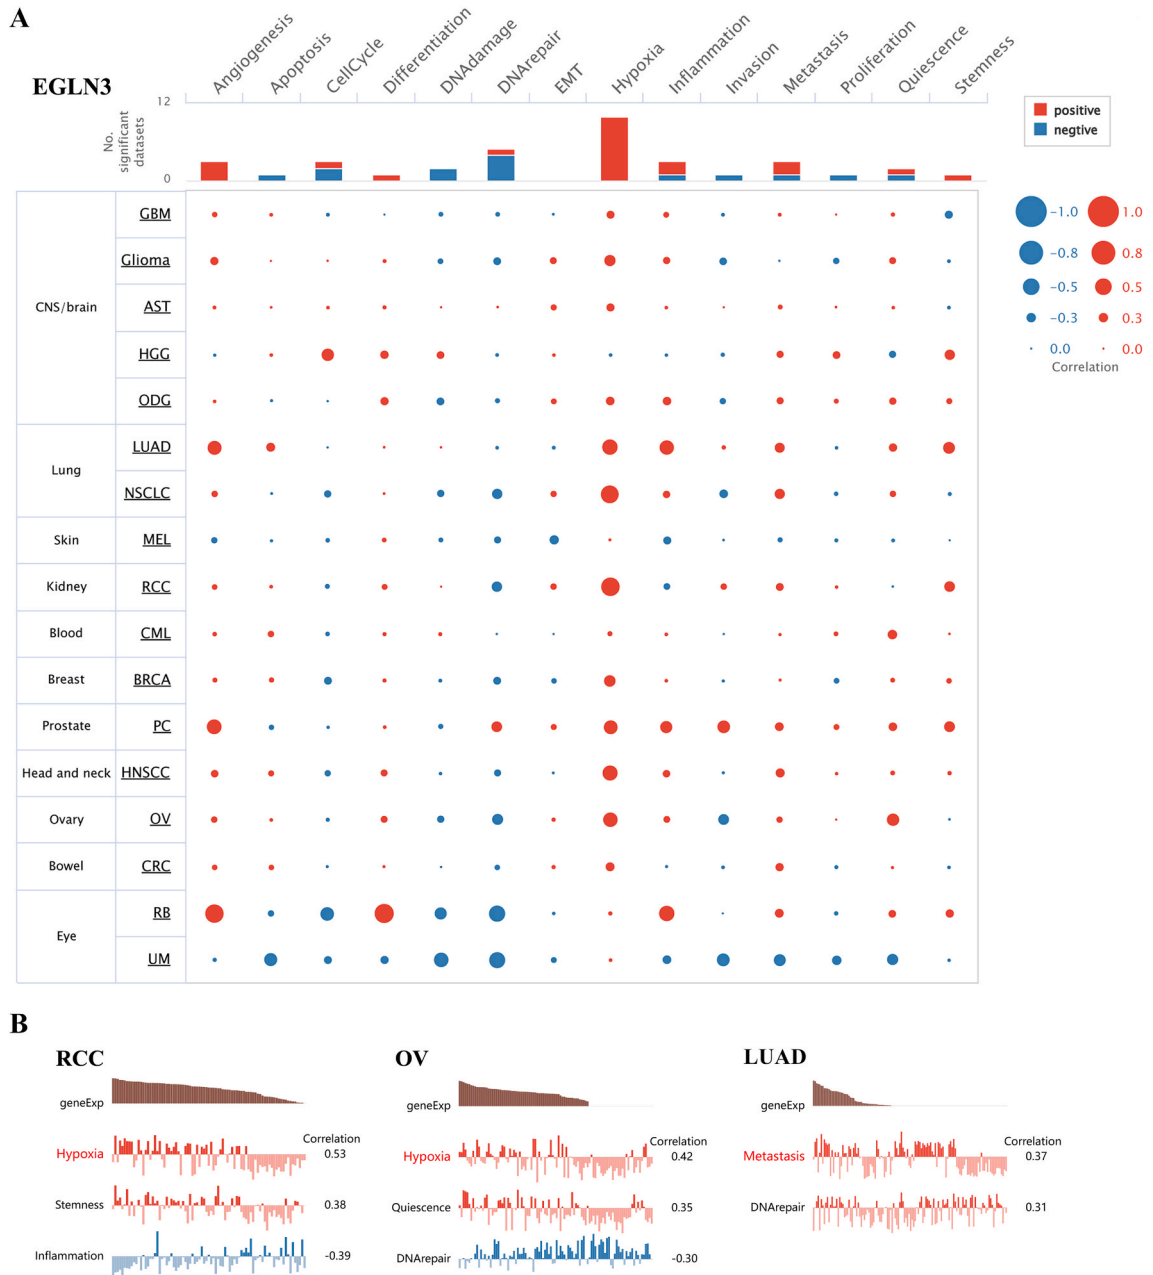 A
EGLN3
Angiogenesis
Apoptosis
CellCycle
Differentiation
DNAdamage
DNArepair
EMT
Hypoxia
Inflammation
Invasion
Metastasis
Proliferation
Quiescence
Stemness
No.
significant
datasets
12
0
positive
negtive
−1.0 1.0
−0.8 0.8
−0.5 0.5
−0.3 0.3
0.0 0.0
Correlation
CNS/brain
GBM
Glioma
AST
HGG
ODG
Lung
LUAD
NSCLC
Skin MEL
Kidney RCC
Blood CML
Breast BRCA
Prostate PC
Head and neck HNSCC
Ovary OV
Bowel CRC
Eye
RB
UM
B
RCC
geneExp
Correlation
Hypoxia 0.53
Stemness 0.38
Inflammation -0.39
OV
geneExp
Correlation
Hypoxia 0.42
Quiescence 0.35
DNArepair -0.30
LUAD
geneExp
Correlation
Metastasis 0.37
DNArepair 0.31